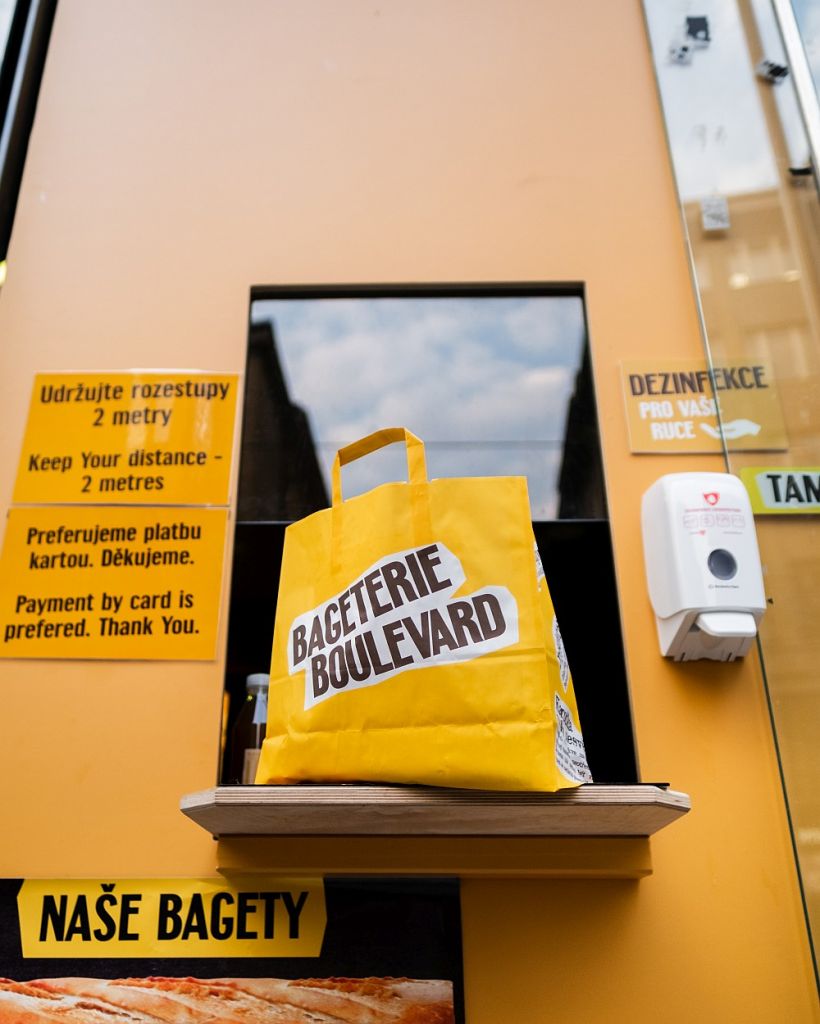 Udržujte rozestupy
2 metry
Keep Your distance -
2 metres
Preferujeme platbu
kartou. Děkujeme.
Payment by card is
prefered. Thank You.
BAGETERIE
BOULEVARD
DEZINFEKCE
PRO VAŠE
RUCE
TAM
NAŠE BAGETY